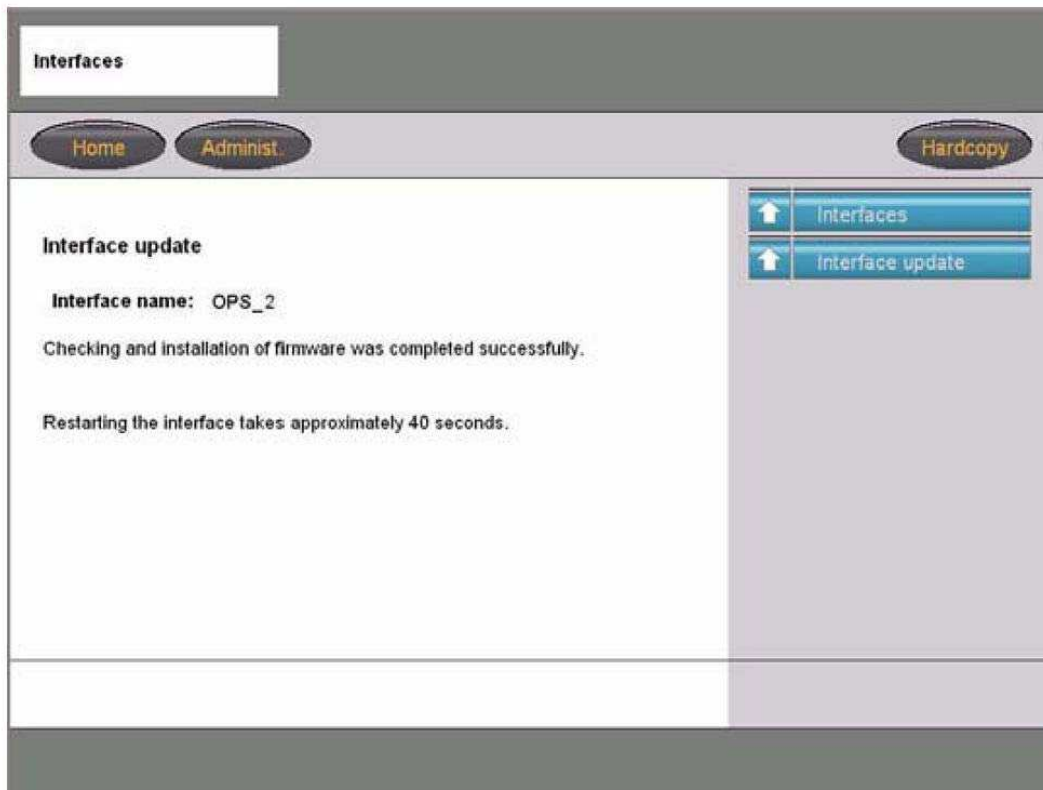 Interfaces
Home
Administ.
Hardcopy
Interfaces
Interface update
Interface update
Interface name: OPS_2
Checking and installation of firmware was completed successfully.
Restarting the interface takes approximately 40 seconds.